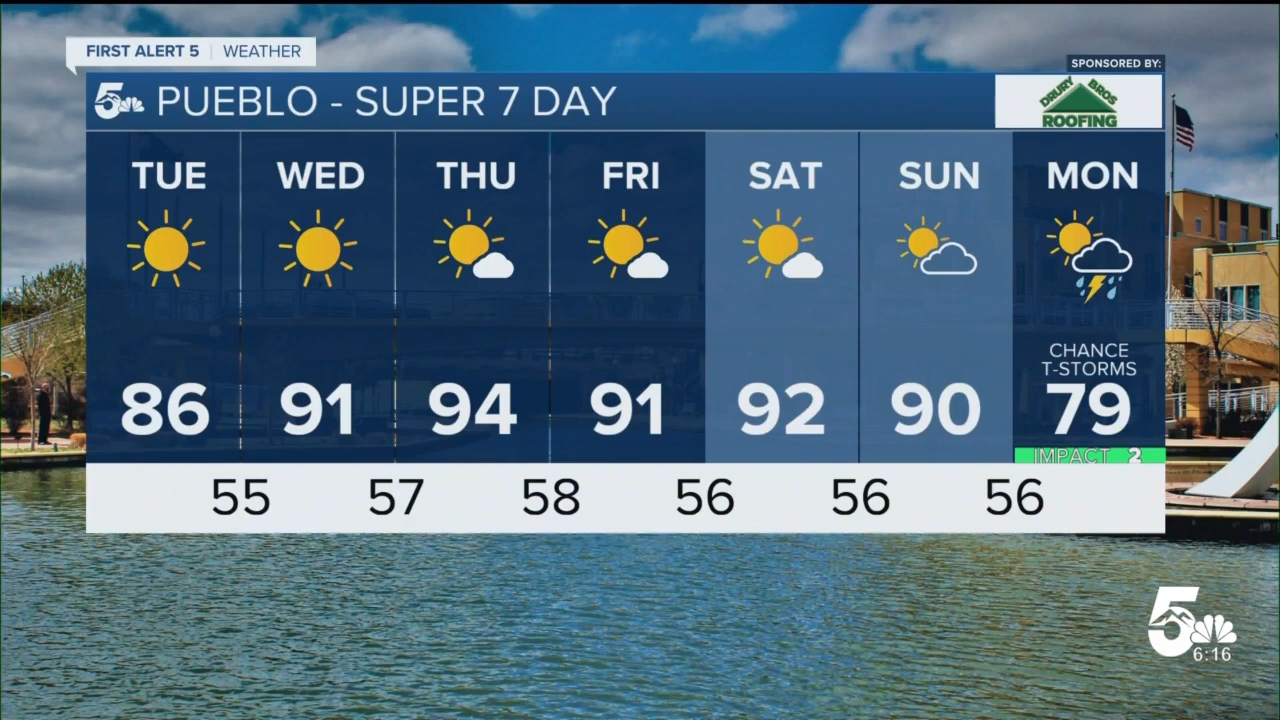 FIRST ALERT 5 | WEATHER
SPONSORED BY:
5 PUEBLO - SUPER 7 DAY
DRURY BROS
ROOFING
TUE WED THU FRI SAT SUN MON
CHANCE
T-STORMS
86 91 94 91 92 90 79
IMPACT 2
55 57 58 56 56 56
5
6:16